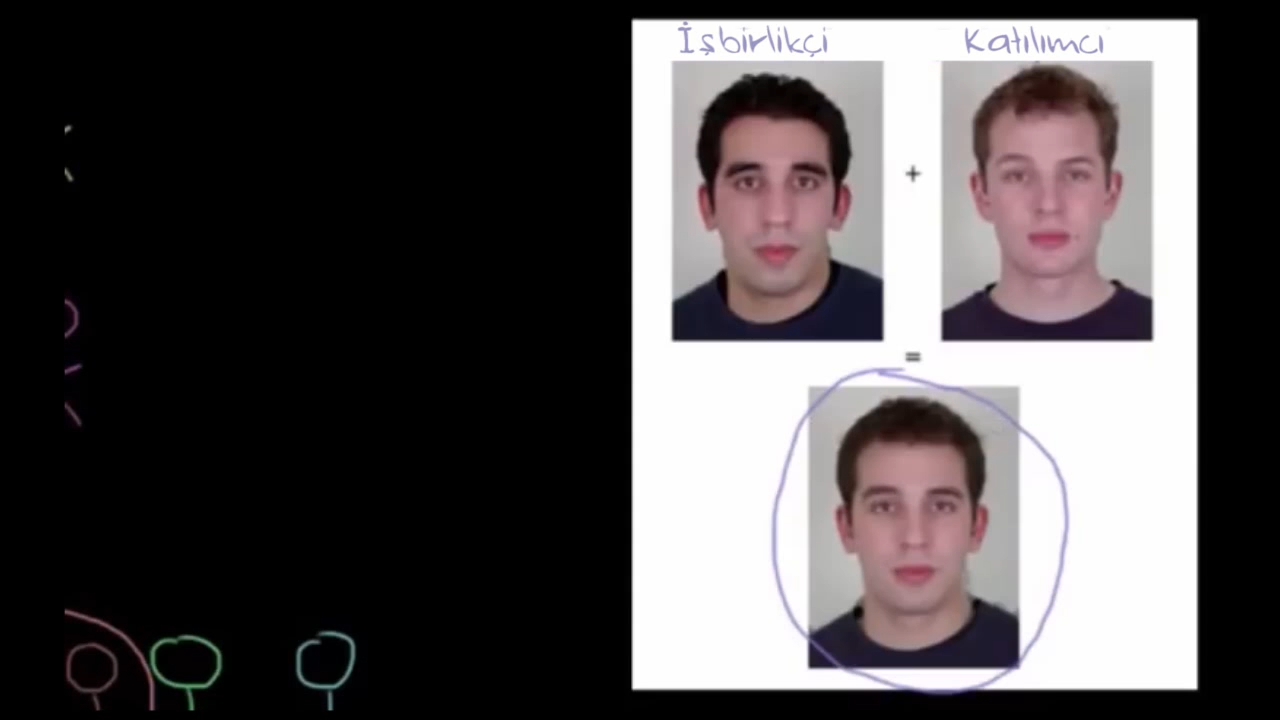 İşbirlikçi
Katılımcı
+
=